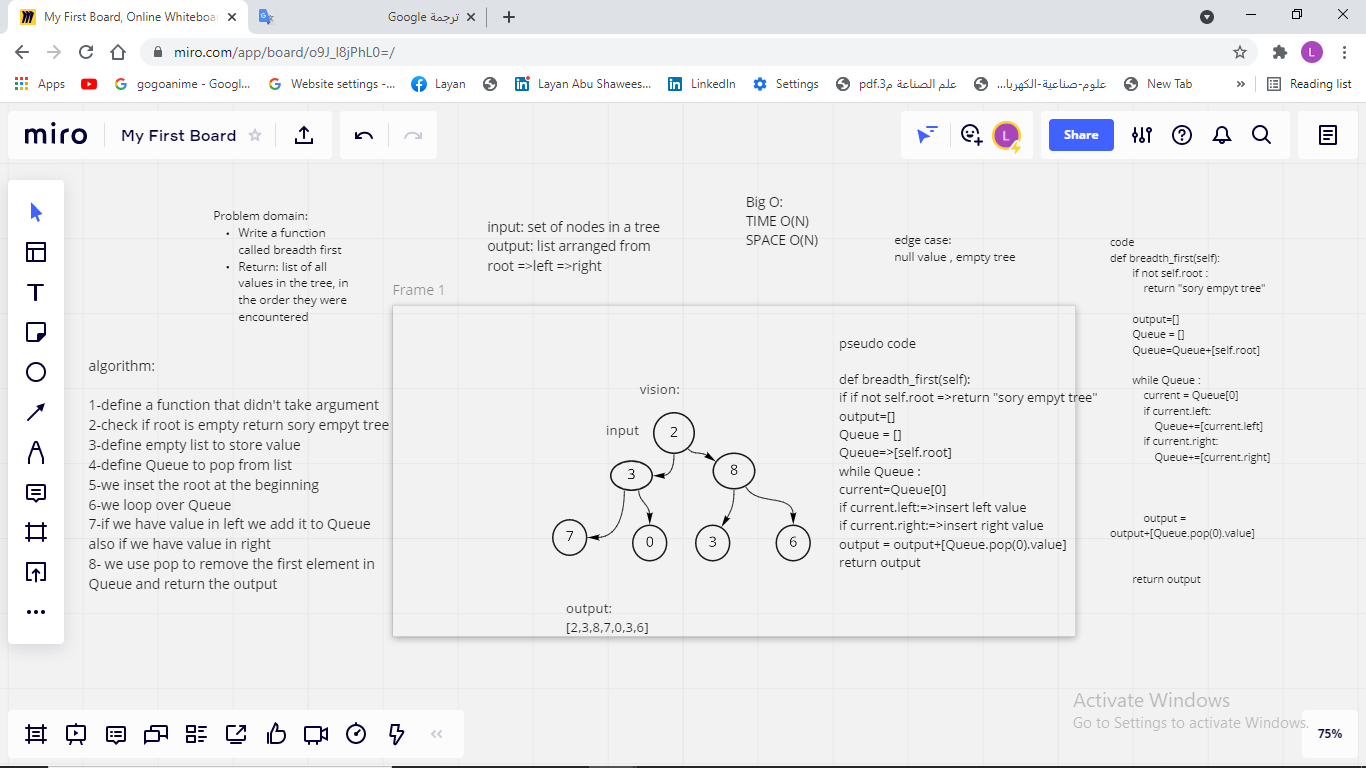 My First Board, Online Whiteboar
ترجمة Google
miro.com/app/board/o9J_l8jPhL0=/
L
Apps
gogoanime - Googl...
Website settings -...
Layan
Layan Abu Shawees...
LinkedIn
Settings
علم الصناعة م3.pdf
علوم-صناعية-الكهربا...
New Tab
»
Reading list
miro
My First Board
L
Share
Problem domain:
• Write a function
called breadth first
• Return: list of all
values in the tree, in
the order they were
encountered
input: set of nodes in a tree
output: list arranged from
root =>left =>right
Big O:
TIME O(N)
SPACE O(N)
edge case:
null value , empty tree
code
def breadth_first(self):
if not self.root :
return "sory empyt tree"
output=[]
Queue = []
Queue=Queue+[self.root]
while Queue :
current = Queue[0]
if current.left:
Queue+=[current.left]
if current.right:
Queue+=[current.right]
output =
output+[Queue.pop(0).value]
return output
algorithm:
1-define a function that didn't take argument
2-check if root is empty return sory empyt tree
3-define empty list to store value
4-define Queue to pop from list
5-we inset the root at the beginning
6-we loop over Queue
7-if we have value in left we add it to Queue
also if we have value in right
8- we use pop to remove the first element in
Queue and return the output
Frame 1
vision:
input
2
3
8
7
0
3
6
output:
[2,3,8,7,0,3,6]
pseudo code
def breadth_first(self):
if if not self.root =>return "sory empyt tree"
output=[]
Queue = []
Queue=>[self.root]
while Queue :
current=Queue[0]
if current.left:=>insert left value
if current.right:=>insert right value
output = output+[Queue.pop(0).value]
return output
Activate Windows
Go to Settings to activate Windows.
75%